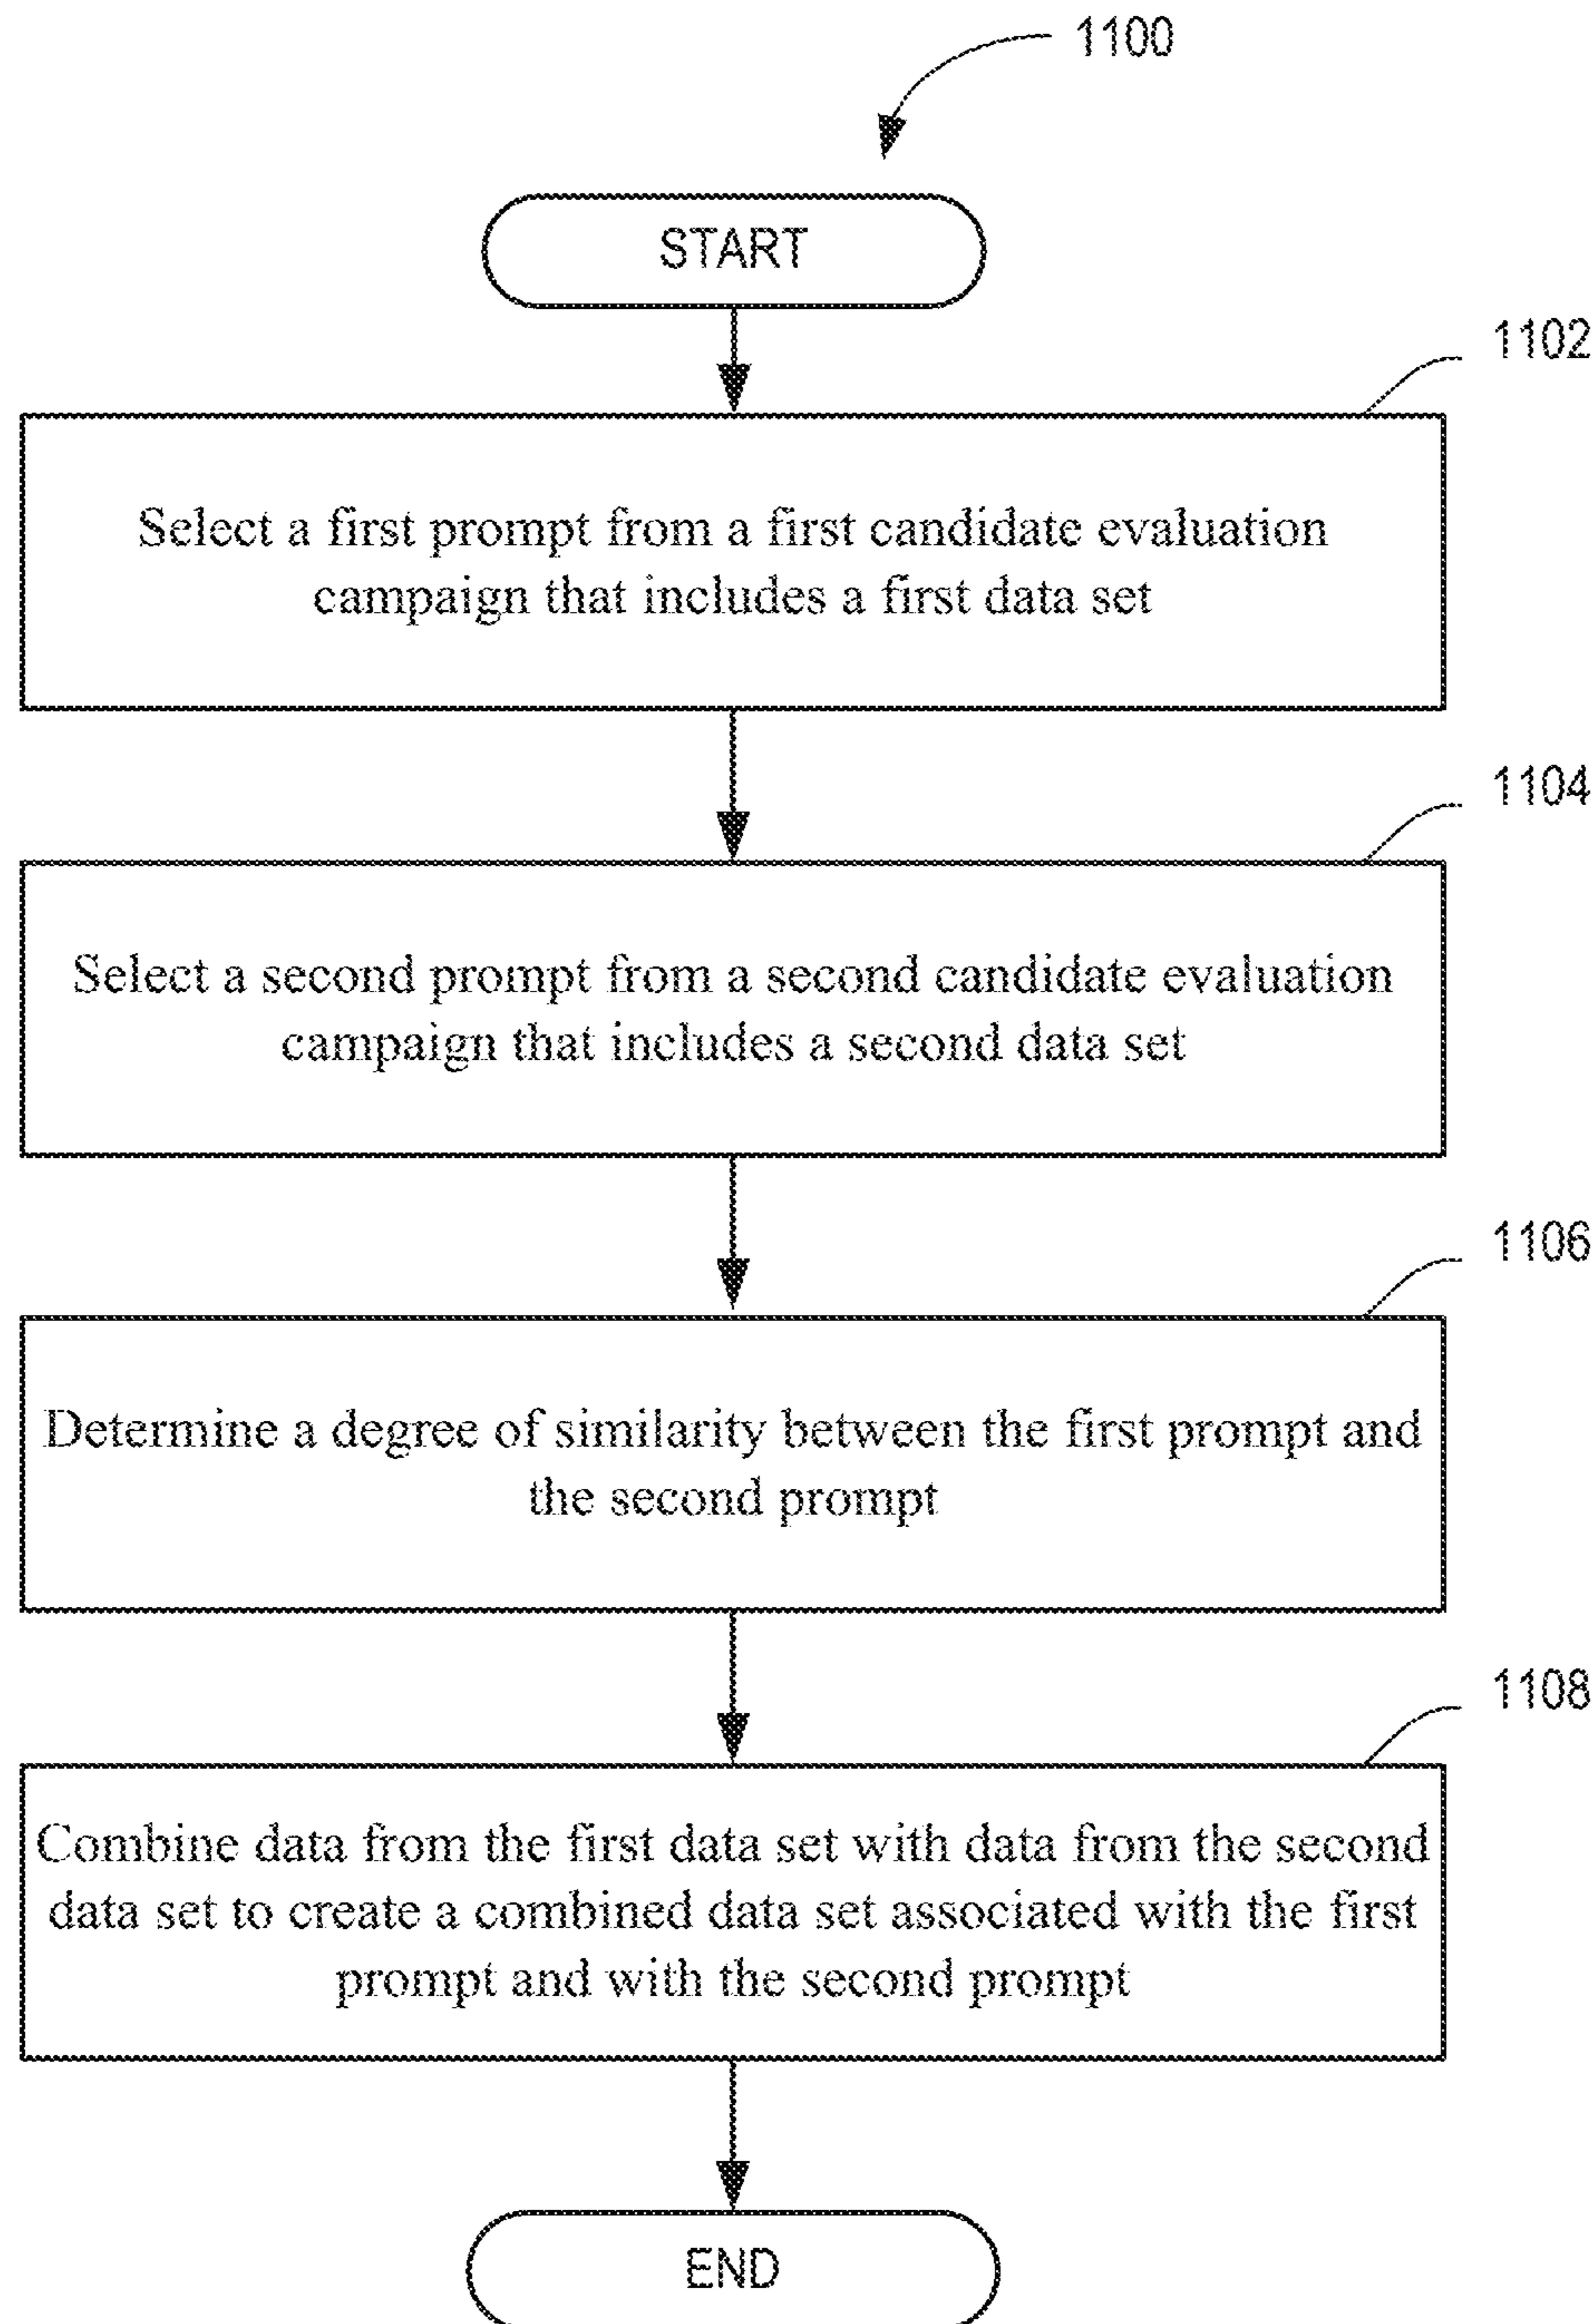 1100
START
1102
Select a first prompt from a first candidate evaluation
campaign that includes a first data set
1104
Select a second prompt from a second candidate evaluation
campaign that includes a second data set
1106
Determine a degree of similarity between the first prompt and
the second prompt
1108
Combine data from the first data set with data from the second
data set to create a combined data set associated with the first
prompt and with the second prompt
END